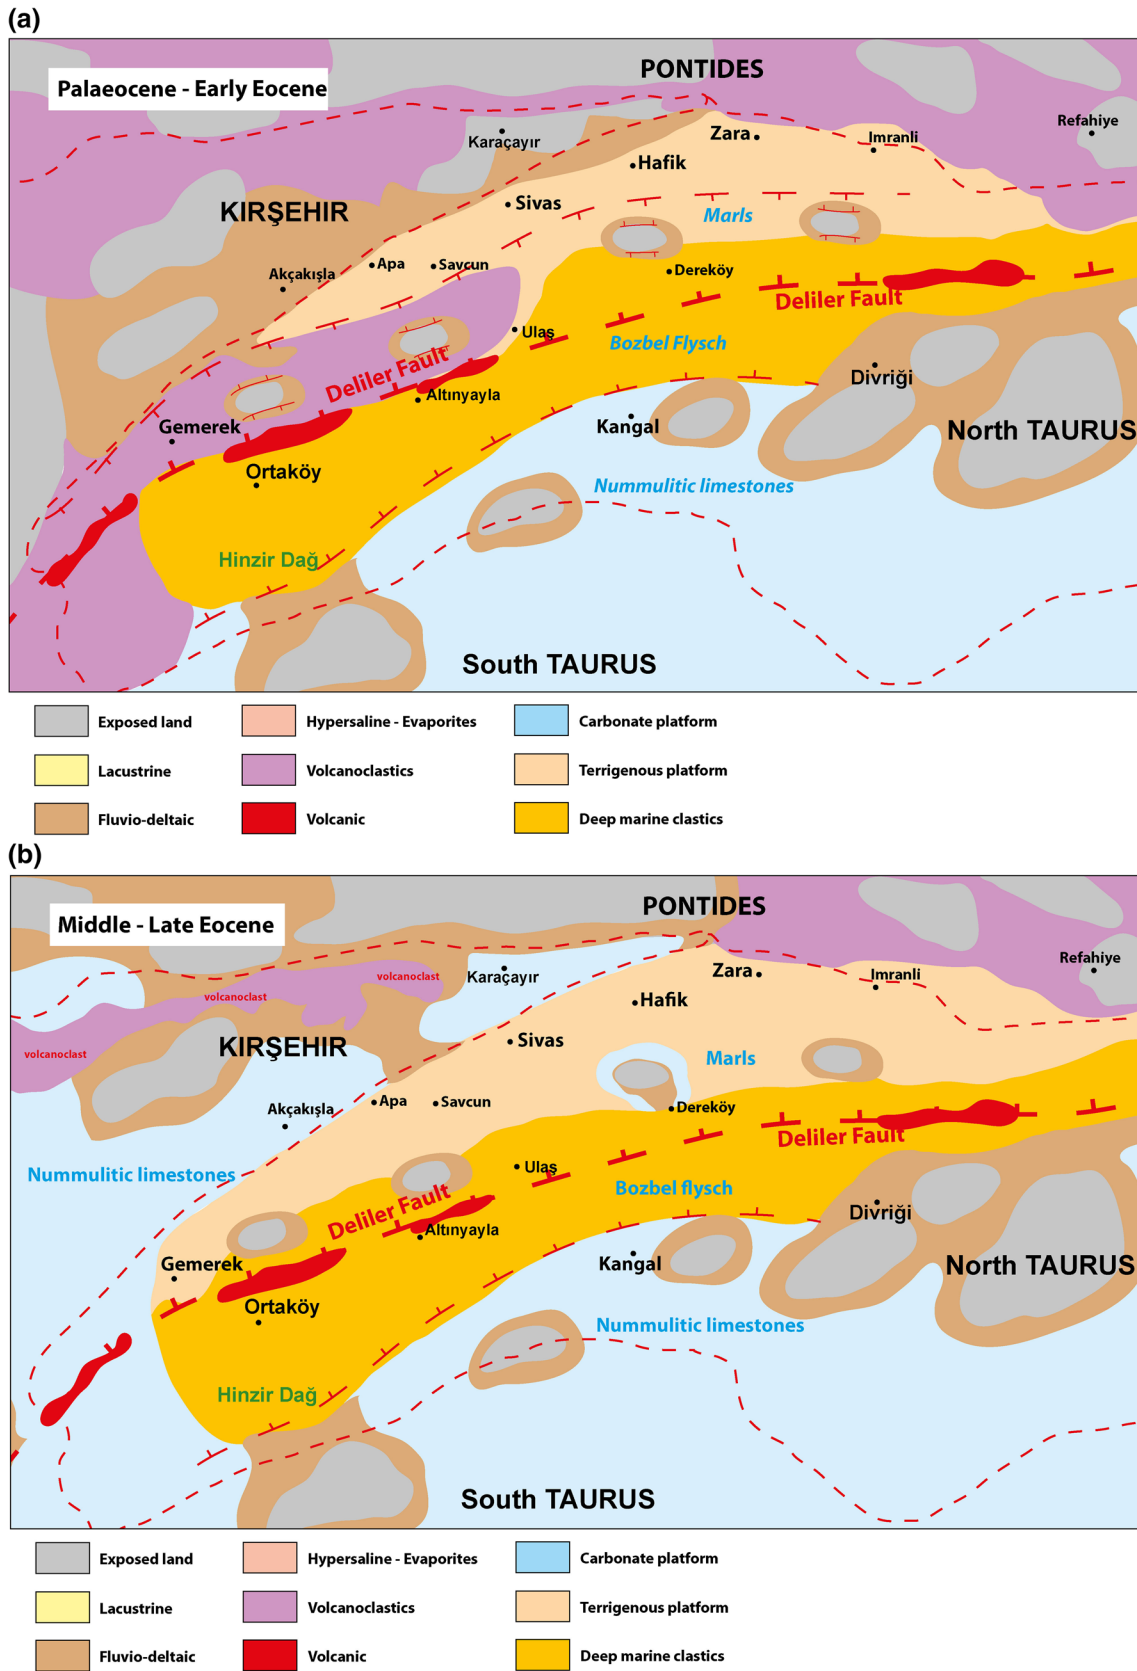 (a)
Palaeocene - Early Eocene
PONTIDES
Refahiye
Karaçayır
Zara
Imranli
Hafik
KIRŞEHIR
Sivas
Marls
Akçakışla
Apa
Savcun
Dereköy
Deliler Fault
Ulaş
Bozbel Flysch
Deliler Fault
Divriği
Altınyayla
Gemerek
Kangal
North TAURUS
Ortaköy
Nummulitic limestones
Hinzir Dağ
South TAURUS
Exposed land
Hypersaline - Evaporites
Carbonate platform
Lacustrine
Volcanoclastics
Terrigenous platform
Fluvio-deltaic
Volcanic
Deep marine clastics
(b)
Middle - Late Eocene
PONTIDES
Refahiye
Karaçayır
volcanoclast
Zara
Imranli
volcanoclast
Hafik
Sivas
KIRŞEHIR
volcanoclast
Marls
Akçakışla
Apa
Savcun
Dereköy
Deliler Fault
Nummulitic limestones
Ulaş
Bozbel flysch
Deliler Fault
Divriği
Altınyayla
Gemerek
Kangal
North TAURUS
Ortaköy
Nummulitic limestones
Hinzir Dağ
South TAURUS
Exposed land
Hypersaline - Evaporites
Carbonate platform
Lacustrine
Volcanoclastics
Terrigenous platform
Fluvio-deltaic
Volcanic
Deep marine clastics